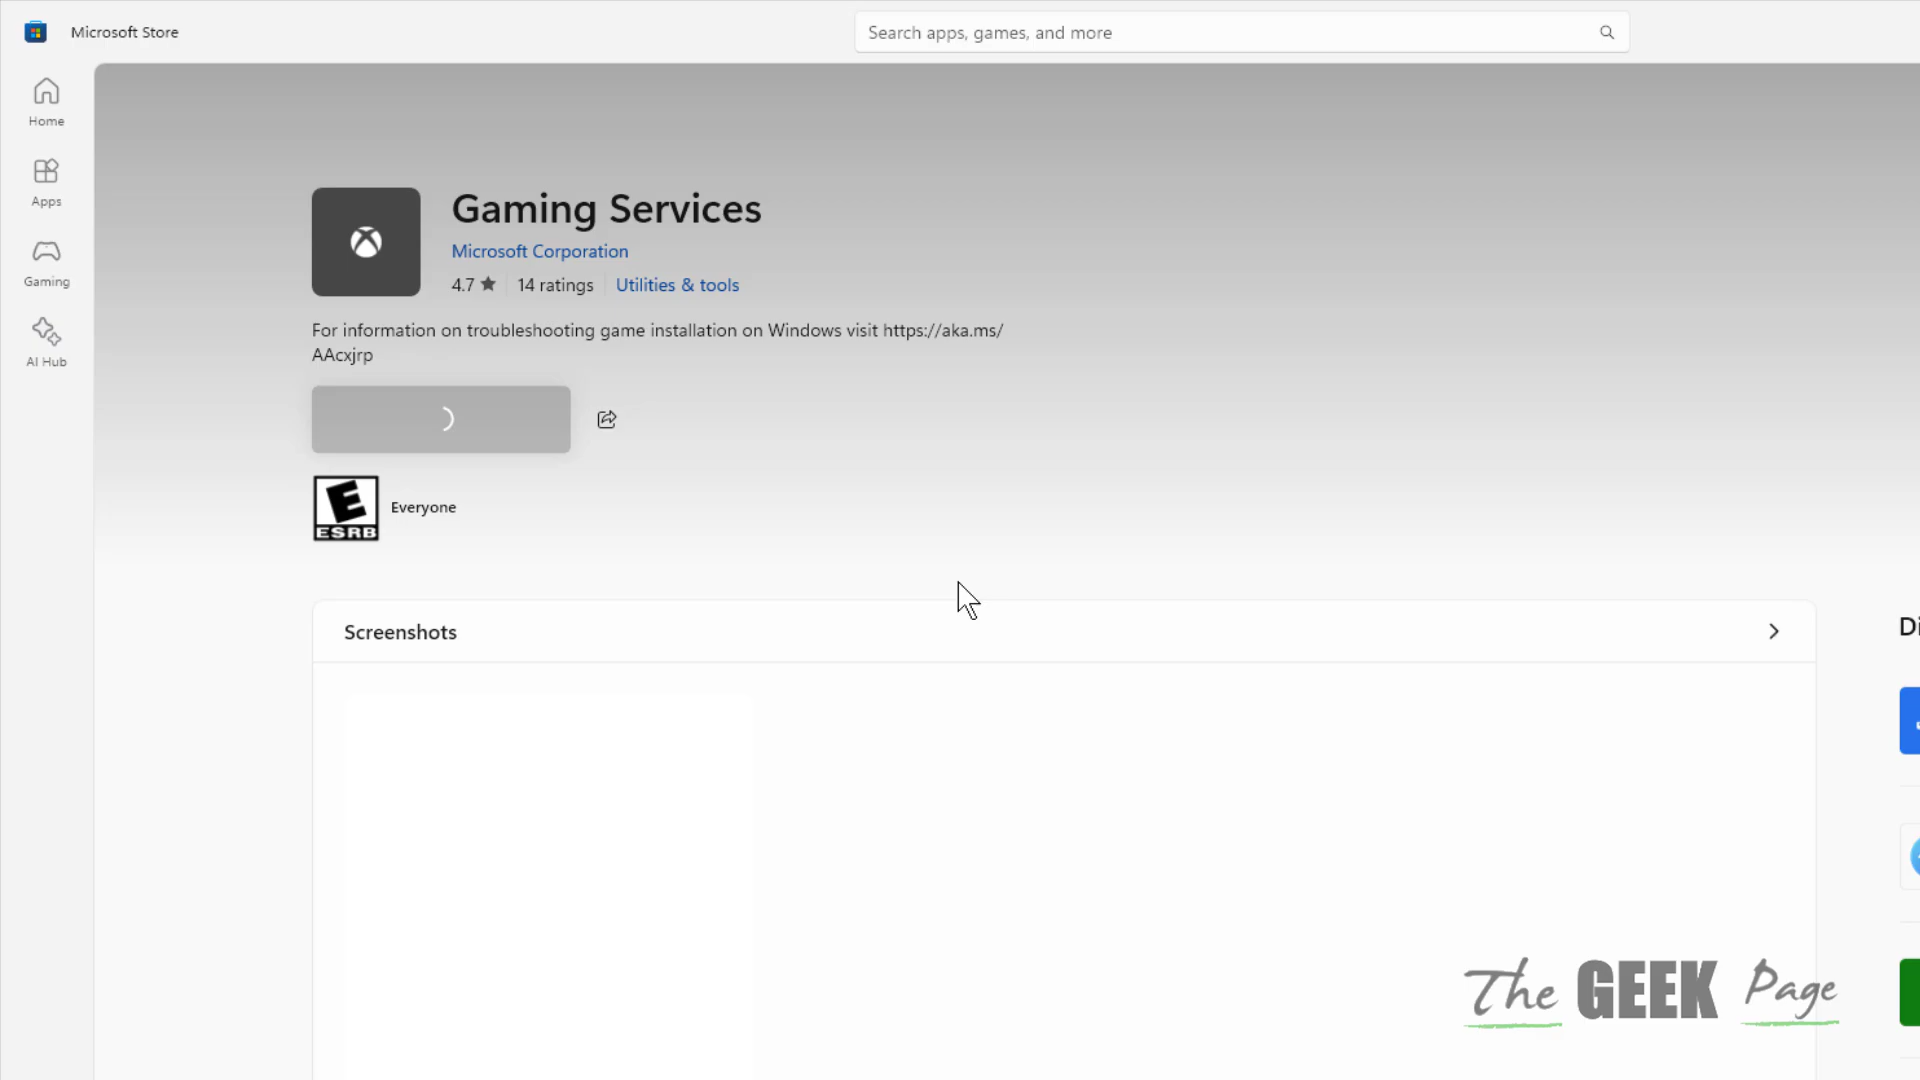 Microsoft Store
Search apps, games, and more
Home
Apps
Gaming
AI Hub
Gaming Services
Microsoft Corporation
4.7 ★ 14 ratings Utilities & tools
For information on troubleshooting game installation on Windows visit https://aka.ms/
AAcxjrp
E
ESRB
Everyone
Screenshots
Di
The GEEK Page